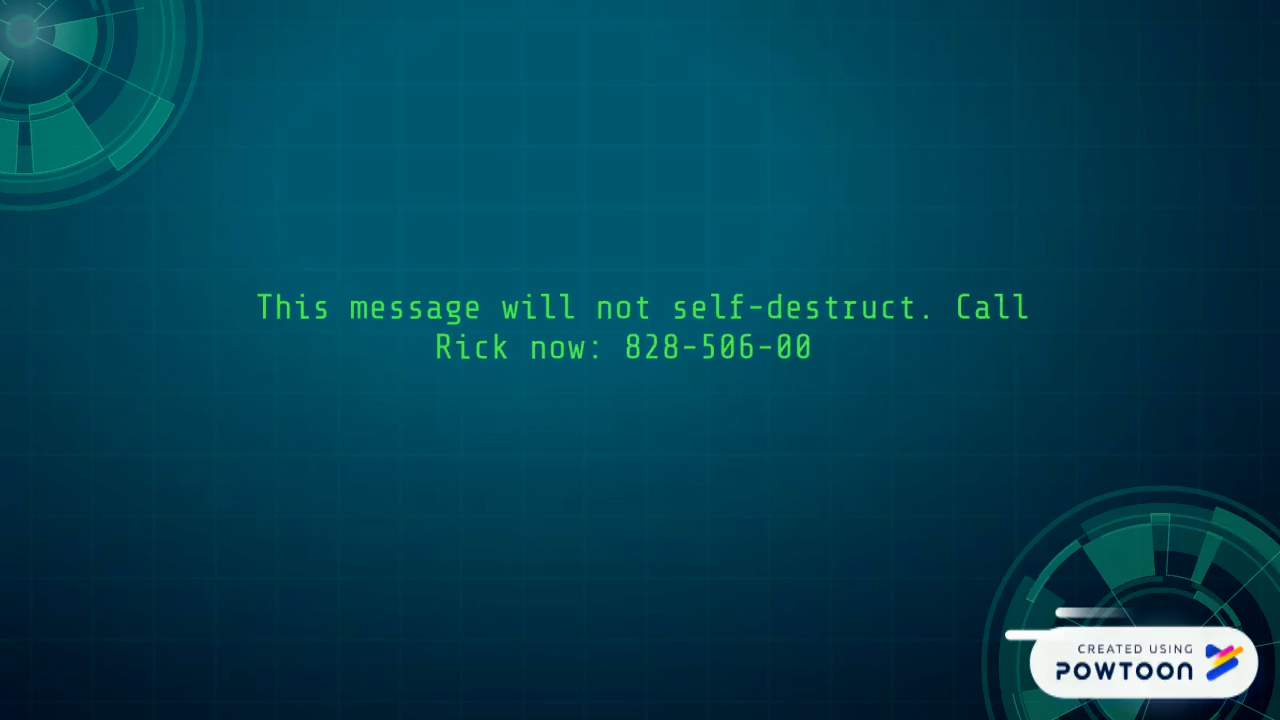 This message will not self-destruct. Call
Rick now: 828-506-00
CREATED USING
POWTOON